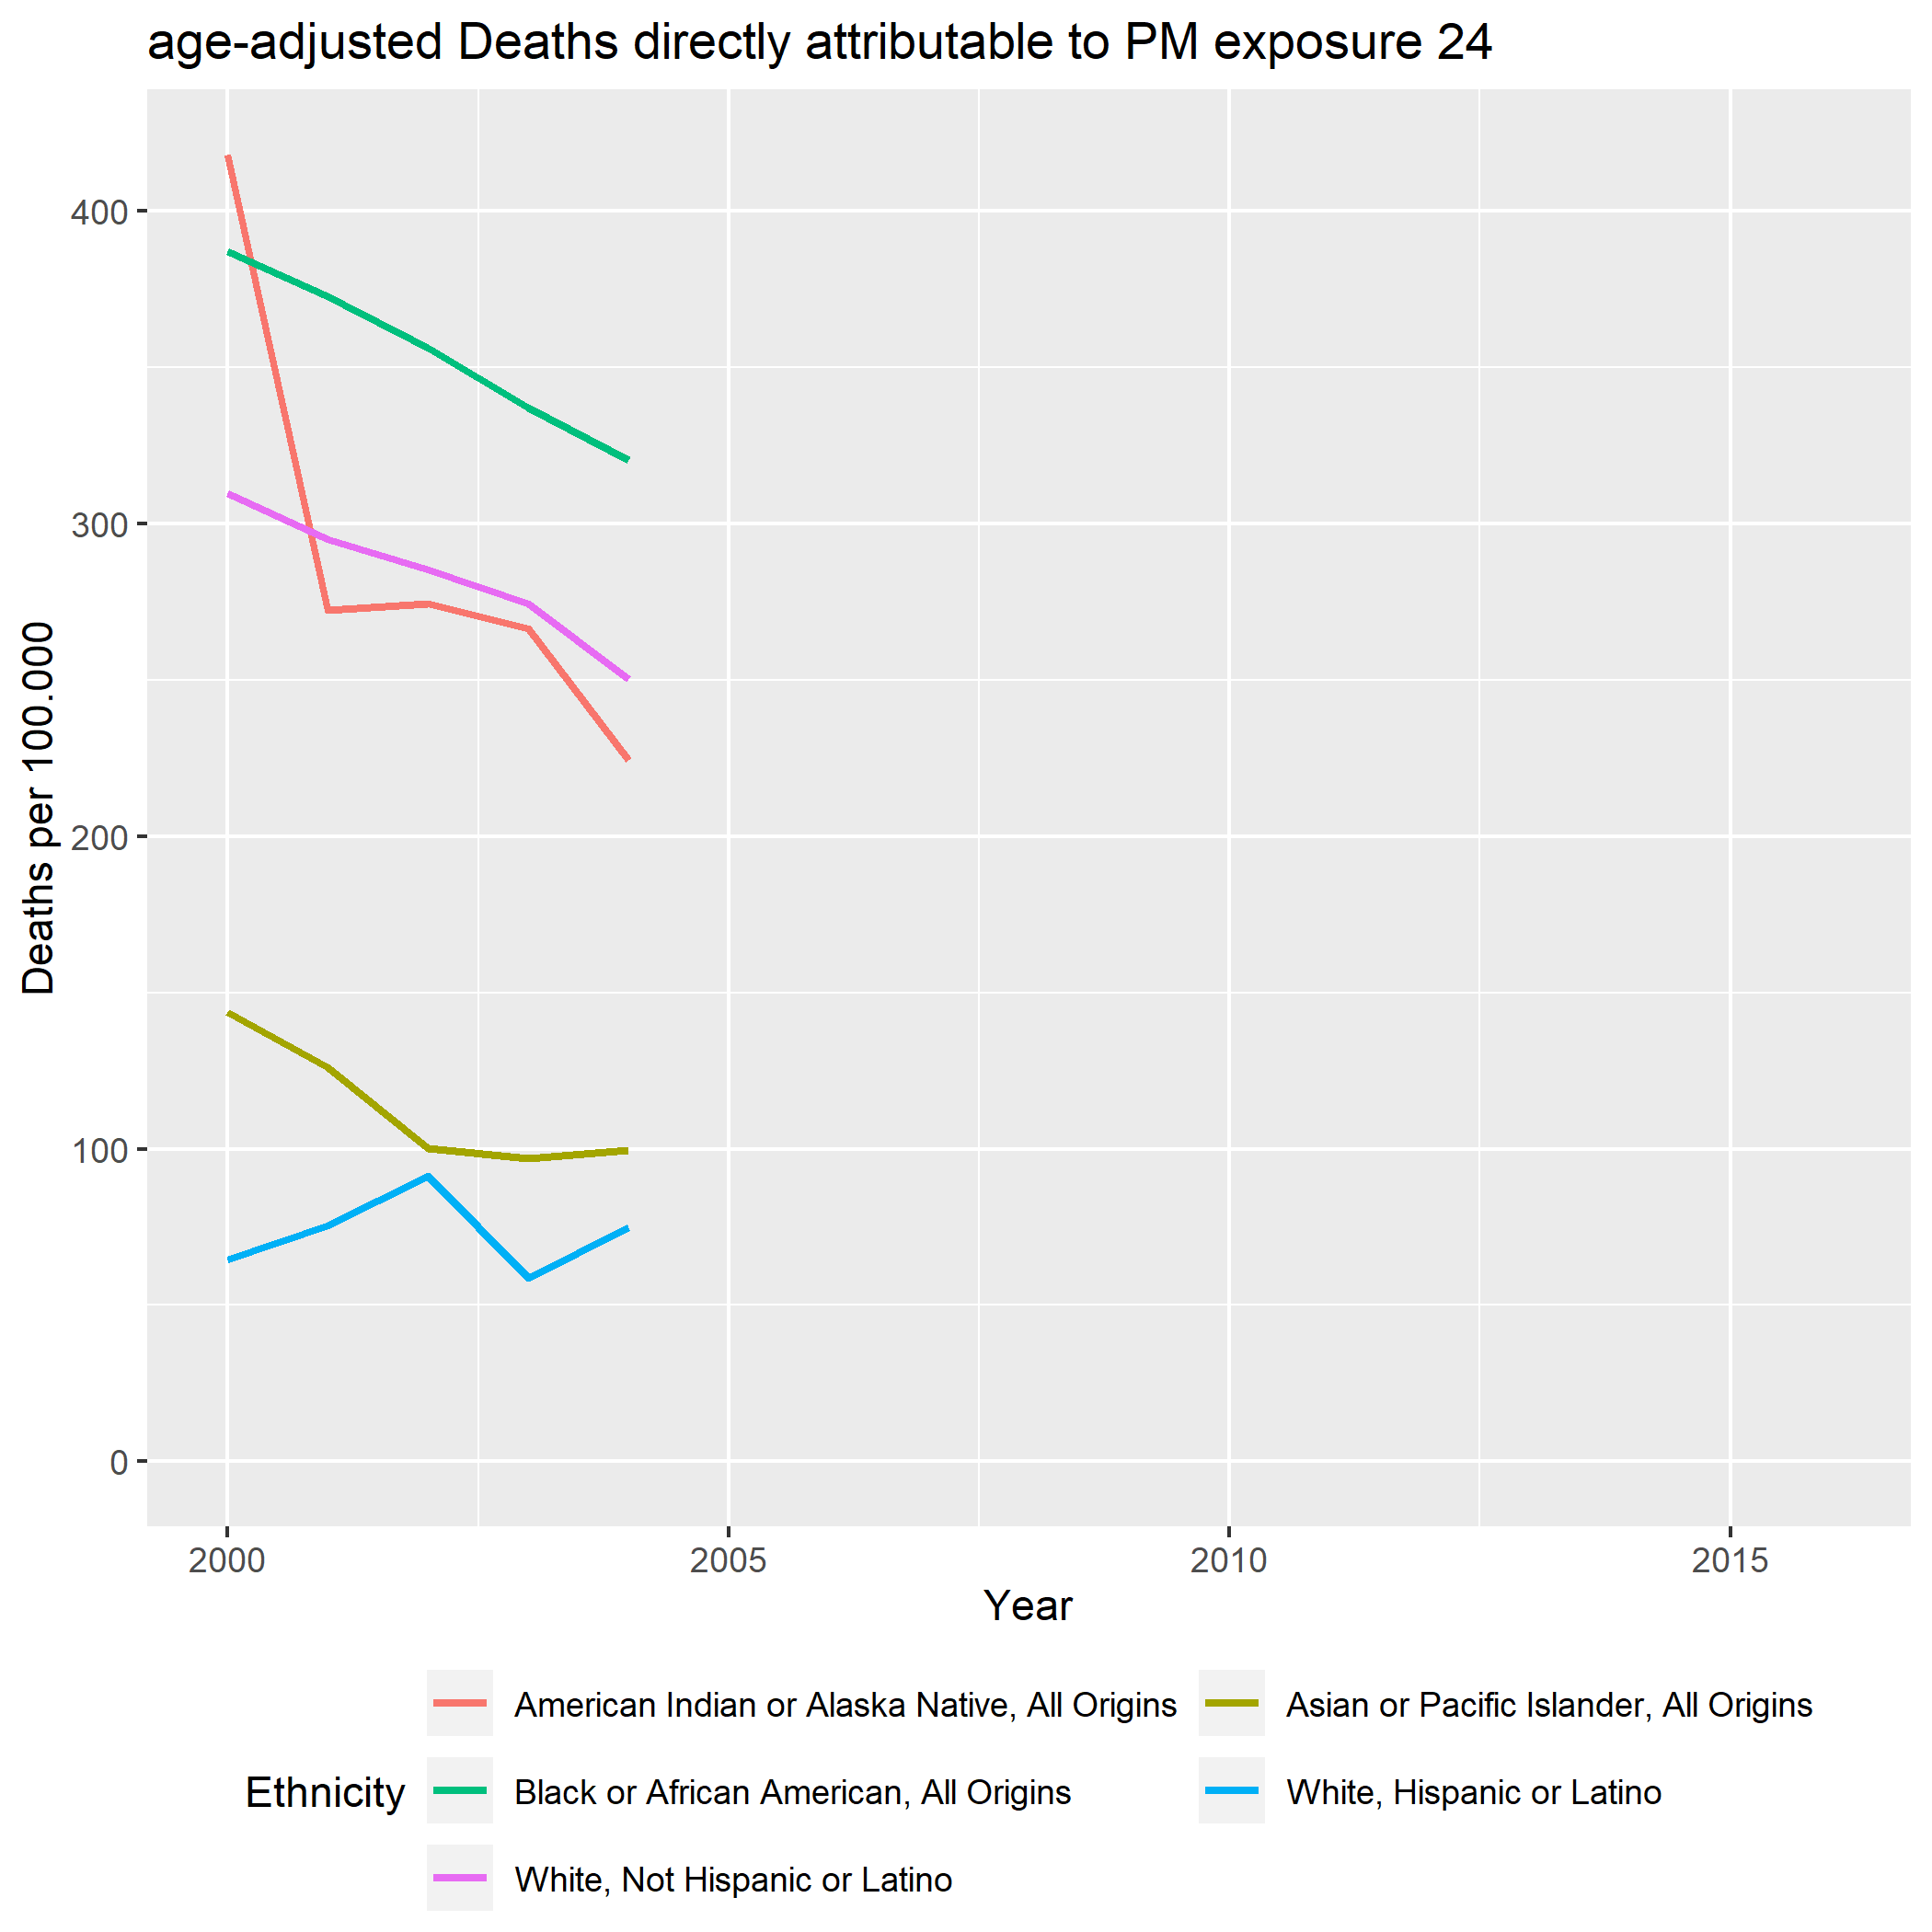 age-adjusted Deaths directly attributable to PM exposure 24
Deaths per 100.000
400
300
200
100
0
2000 2005 2010 2015
Year
Ethnicity
American Indian or Alaska Native, All Origins
Asian or Pacific Islander, All Origins
Black or African American, All Origins
White, Hispanic or Latino
White, Not Hispanic or Latino